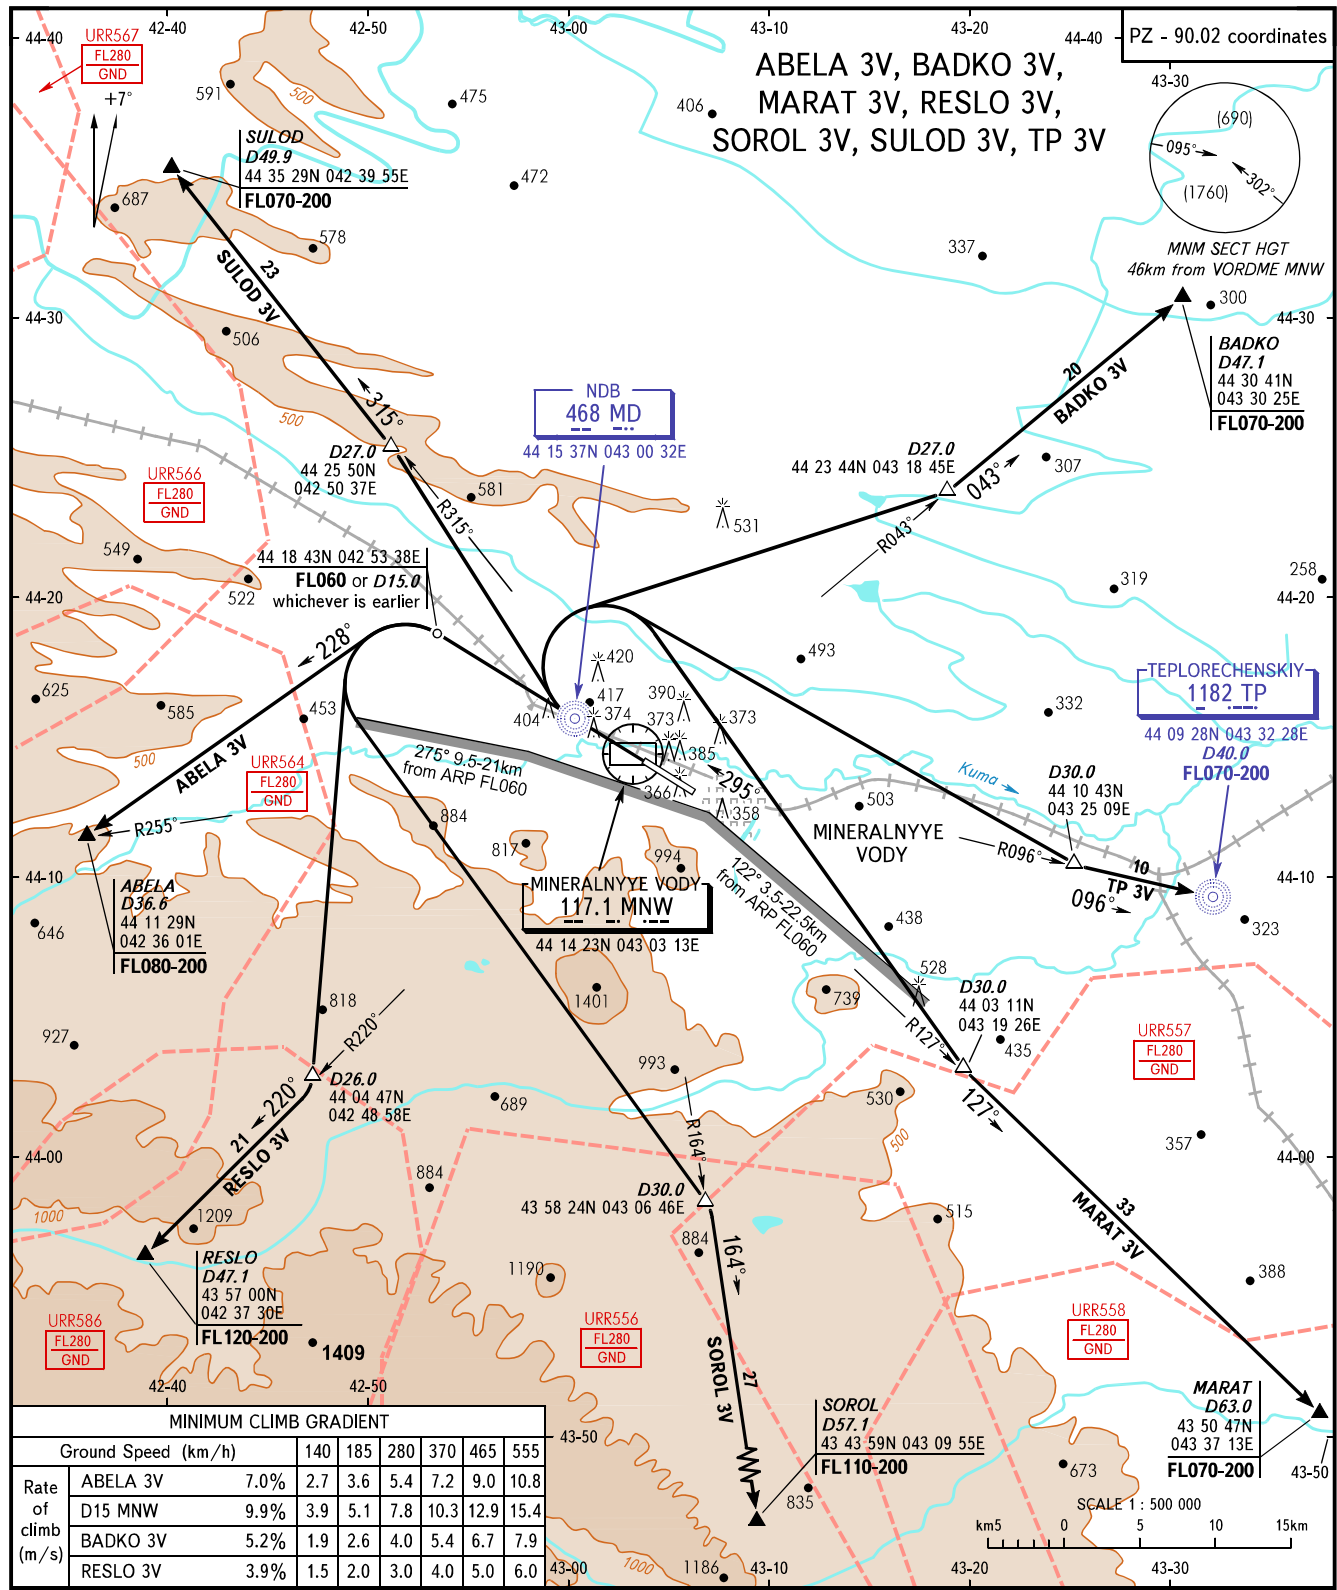 42-40
42-50
43-00
43-10
43-20
44-40
44-40
PZ - 90.02 coordinates
43-30
ABELA 3V, BADKO 3V,
MARAT 3V, RESLO 3V,
SOROL 3V, SULOD 3V, TP 3V
URR567
FL280
GND
+7°
591
500
475
406
(690)
095°
302°
(1760)
MNM SECT HGT
46km from VORDME MNW
SULOD
D49.9
44 35 29N 042 39 55E
FL070-200
687
578
472
337
300
SULOD 3V
23
44-30
44-30
506
BADKO
D47.1
44 30 41N
043 30 25E
FL070-200
20
BADKO 3V
NDB
468 MD
44 15 37N 043 00 32E
315°
500
D27.0
44 25 50N
042 50 37E
R315°
581
531
D27.0
44 23 44N 043 18 45E
043°
R043°
307
URR566
FL280
GND
549
522
44 18 43N 042 53 38E
FL060 or D15.0
whichever is earlier
319
258
44-20
44-20
228°
493
420
417
390
404
374
373
373
385
366
358
295°
332
TEPLORECHENSKIY
1182 TP
44 09 28N 043 32 28E
D40.0
FL070-200
625
585
453
500
ABELA 3V
URR564
FL280
GND
275° 9.5-21km
from ARP FL060
Kuma
D30.0
44 10 43N
043 25 09E
503
MINERALNYYE
VODY
R096°
10
TP 3V
096°
R255°
884
817
994
122° 3.5-22.5km
from ARP FL060
44-10
44-10
ABELA
D36.6
44 11 29N
042 36 01E
FL080-200
MINERALNYYE VODY
117.1 MNW
44 14 23N 043 03 13E
646
438
323
528
D30.0
44 03 11N
043 19 26E
739
1401
818
R220°
R127°
927
435
URR557
FL280
GND
993
D26.0
44 04 47N
042 48 58E
220°
21
RESLO 3V
689
530
500
127°
R164°
357
44-00
44-00
884
D30.0
43 58 24N 043 06 46E
1000
1209
515
884
164°
33
MARAT 3V
RESLO
D47.1
43 57 00N
042 37 30E
FL120-200
1190
388
URR586
FL280
GND
1409
URR556
FL280
GND
URR558
FL280
GND
SOROL 3V
27
42-40
42-50
SOROL
D57.1
43 43 59N 043 09 55E
FL110-200
MARAT
D63.0
43 50 47N
043 37 13E
FL070-200
43-50
43-50
673
835
SCALE 1 : 500 000
km5 0 5 10 15km
1000
1186
43-00
43-10
43-20
43-30
MINIMUM CLIMB GRADIENT
Ground Speed (km/h) 140 185 280 370 465 555
Rate of climb (m/s)
ABELA 3V 7.0% 2.7 3.6 5.4 7.2 9.0 10.8
D15 MNW 9.9% 3.9 5.1 7.8 10.3 12.9 15.4
BADKO 3V 5.2% 1.9 2.6 4.0 5.4 6.7 7.9
RESLO 3V 3.9% 1.5 2.0 3.0 4.0 5.0 6.0